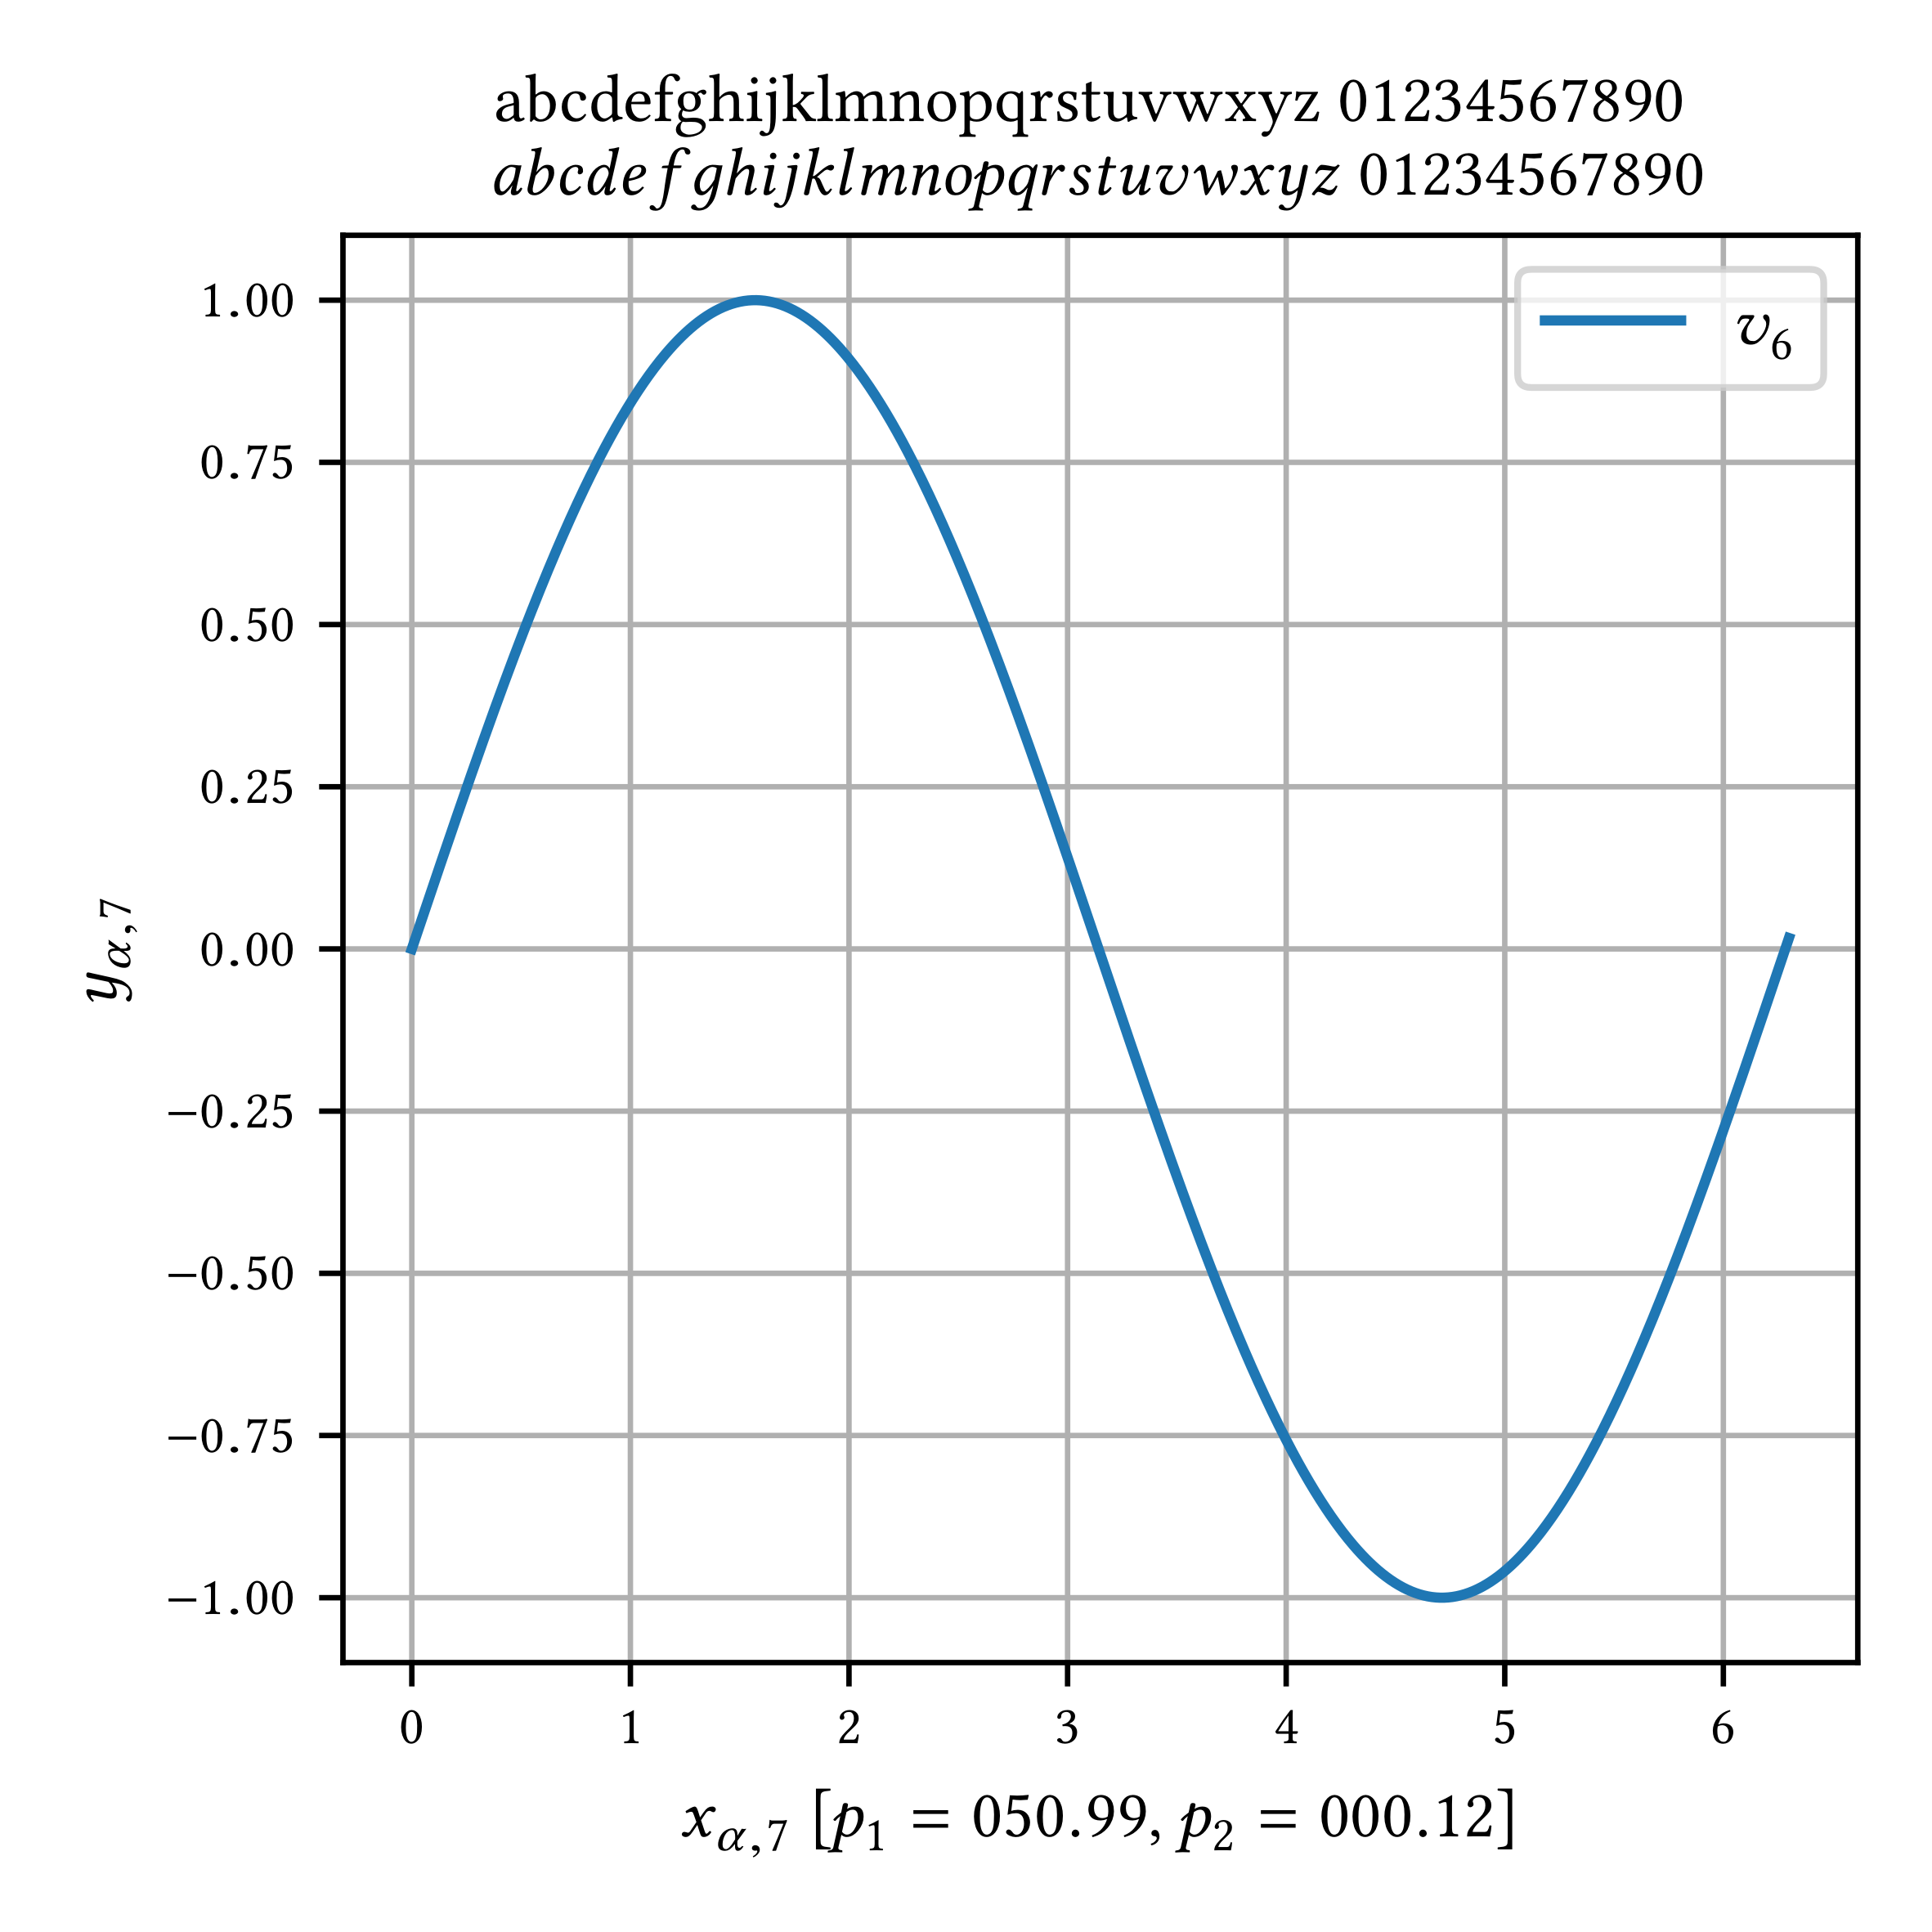 abcdefghijklmnopqrstuvwxyz 01234567890
abcdefghijklmnopqrstuvwxyz 01234567890
v₆
1.00
0.75
0.50
0.25
0.00
−0.25
−0.50
−0.75
−1.00
yα,7
0 1 2 3 4 5 6
xα,7 [p₁ = 050.99, p₂ = 000.12]